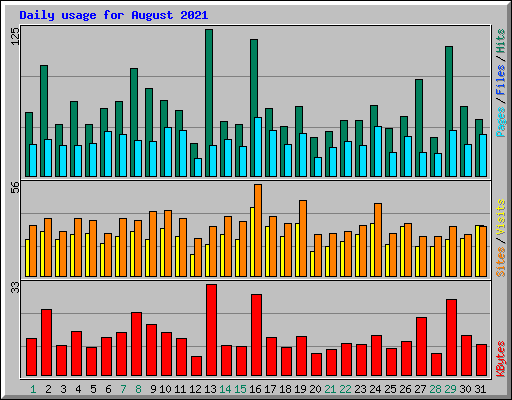 Daily usage for August 2021
125
Pages / Files / Hits
56
Sites / Visits
33
KBytes
1 2 3 4 5 6 7 8 9 10 11 12 13 14 15 16 17 18 19 20 21 22 23 24 25 26 27 28 29 30 31